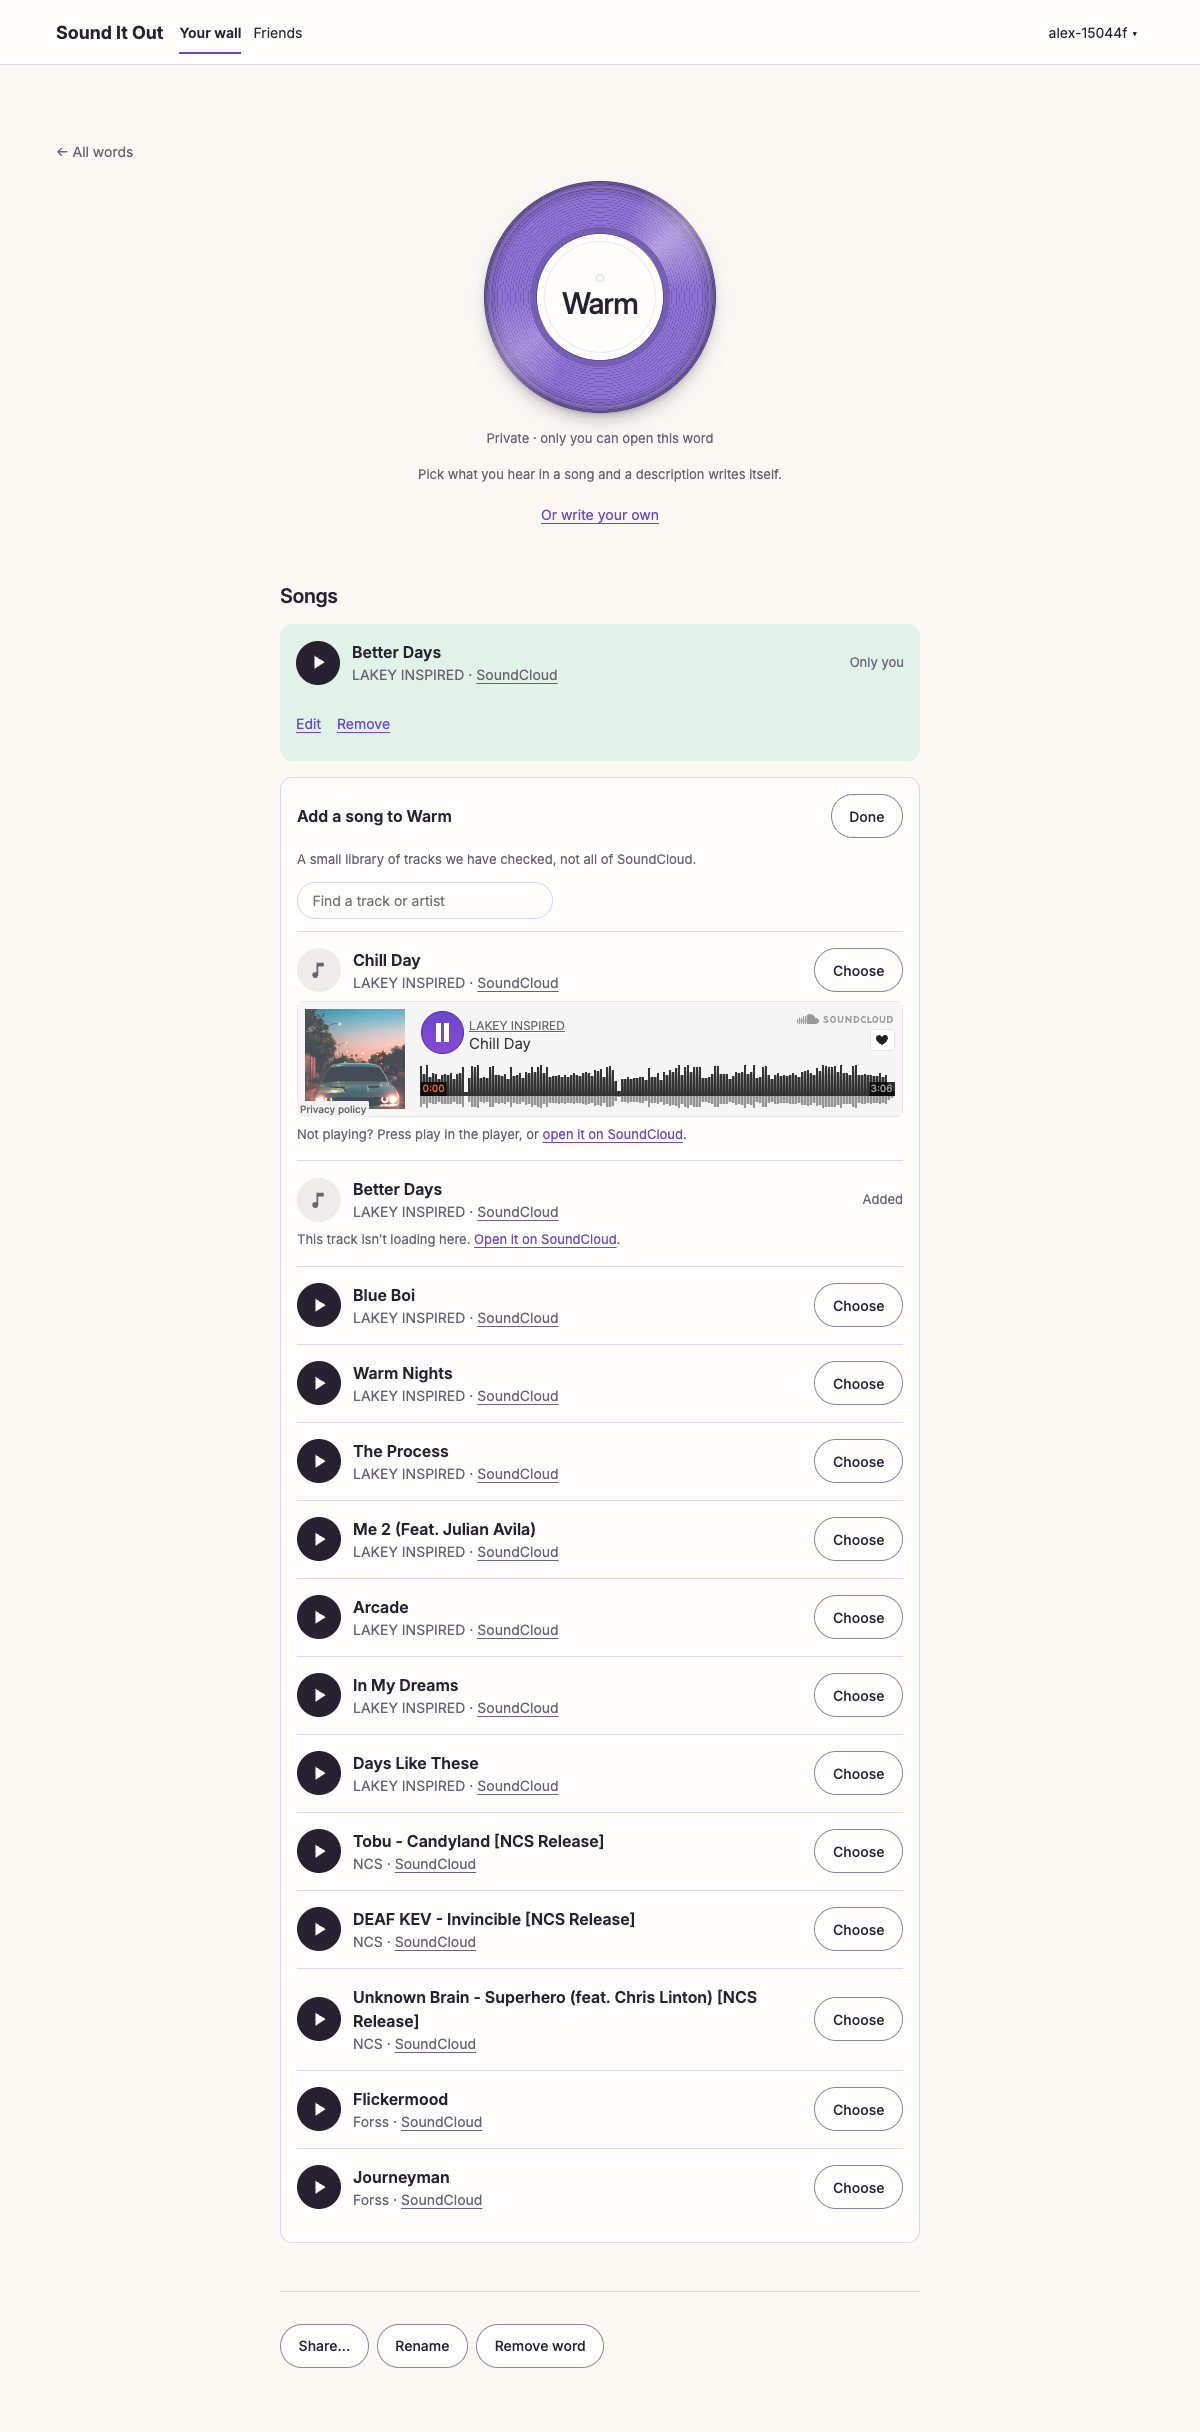 Sound It Out Your wall Friends alex-15044f ▾
← All words
Warm
Private · only you can open this word
Pick what you hear in a song and a description writes itself.
Or write your own
Songs
Better Days
LAKEY INSPIRED · SoundCloud
Only you
Edit Remove
Add a song to Warm
Done
A small library of tracks we have checked, not all of SoundCloud.
Find a track or artist
Chill Day
LAKEY INSPIRED · SoundCloud
Choose
LAKEY INSPIRED
Chill Day
SOUNDCLOUD
0:00
3:06
Privacy policy
Not playing? Press play in the player, or open it on SoundCloud.
Better Days
LAKEY INSPIRED · SoundCloud
Added
This track isn't loading here. Open it on SoundCloud.
Blue Boi
LAKEY INSPIRED · SoundCloud
Choose
Warm Nights
LAKEY INSPIRED · SoundCloud
Choose
The Process
LAKEY INSPIRED · SoundCloud
Choose
Me 2 (Feat. Julian Avila)
LAKEY INSPIRED · SoundCloud
Choose
Arcade
LAKEY INSPIRED · SoundCloud
Choose
In My Dreams
LAKEY INSPIRED · SoundCloud
Choose
Days Like These
LAKEY INSPIRED · SoundCloud
Choose
Tobu - Candyland [NCS Release]
NCS · SoundCloud
Choose
DEAF KEV - Invincible [NCS Release]
NCS · SoundCloud
Choose
Unknown Brain - Superhero (feat. Chris Linton) [NCS
Release]
NCS · SoundCloud
Choose
Flickermood
Forss · SoundCloud
Choose
Journeyman
Forss · SoundCloud
Choose
Share... Rename Remove word